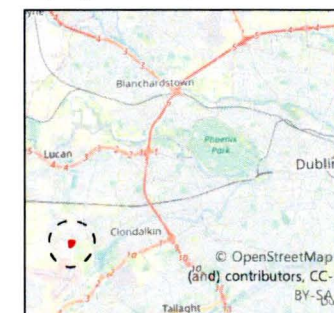 Blanchardstown
Phoenix
Park
Lucan
Dublin
Clondalkin
© OpenStreetMap
(and) contributors, CC-
BY-SA
Tallaght